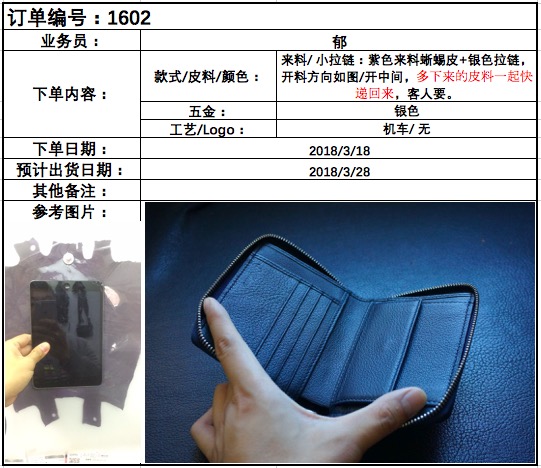 订单编号：1602
业务员： 郁
下单内容：
款式/皮料/颜色： 来料/ 小拉链：紫色来料蜥蜴皮+银色拉链，
开料方向如图/开中间，多下来的皮料一起快
递回来，客人要。
五金： 银色
工艺/Logo： 机车/ 无
下单日期： 2018/3/18
预计出货日期： 2018/3/28
其他备注：
参考图片：